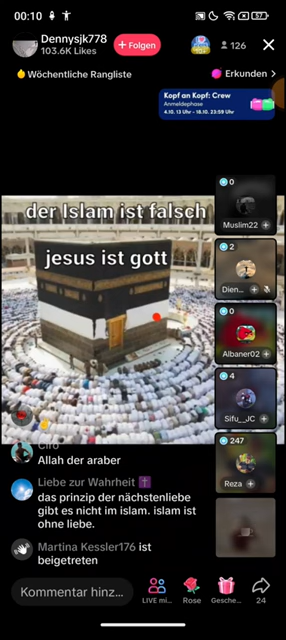 00:10
57
Dennysjk778
103.6K Likes
+ Folgen
126
Wöchentliche Rangliste
Erkunden >
Kopf an Kopf: Crew
Anmeldephase
4.10. 13 Uhr - 18.10. 23:59 Uhr
der Islam ist falsch
jesus ist gott
0
Muslim22
2
Dien...
0
Albaner02
4
Sifu__JC
247
Reza
Ciro
Allah der araber
Liebe zur Wahrheit
das prinzip der nächstenliebe
gibt es nicht im islam. islam ist
ohne liebe.
Martina Kessler176 ist
beigetreten
Kommentar hinz...
LIVE mi...
Rose
Gesche...
24